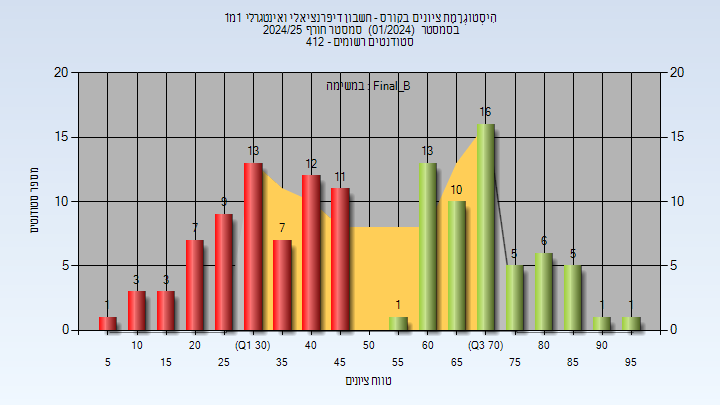 הִיסְטוֹגְרָמַת ציונים בקורס - חשבון דיפרנציאלי ואינטגרלי 1מ1
בסמסטר (01/2024) סמסטר חורף 2024/25
סטודנטים רשומים - 412
במשימה : Final_B
מספר סטודנטים
20 15 10 5 0
20 15 10 5 0
1 3 3 7 9 13 7 12 11 1 13 10 16 5 6 5 1 1
10 20 (Q1 30) 40 50 60 (Q3 70) 80 90
5 15 25 35 45 55 65 75 85 95
טווח ציונים